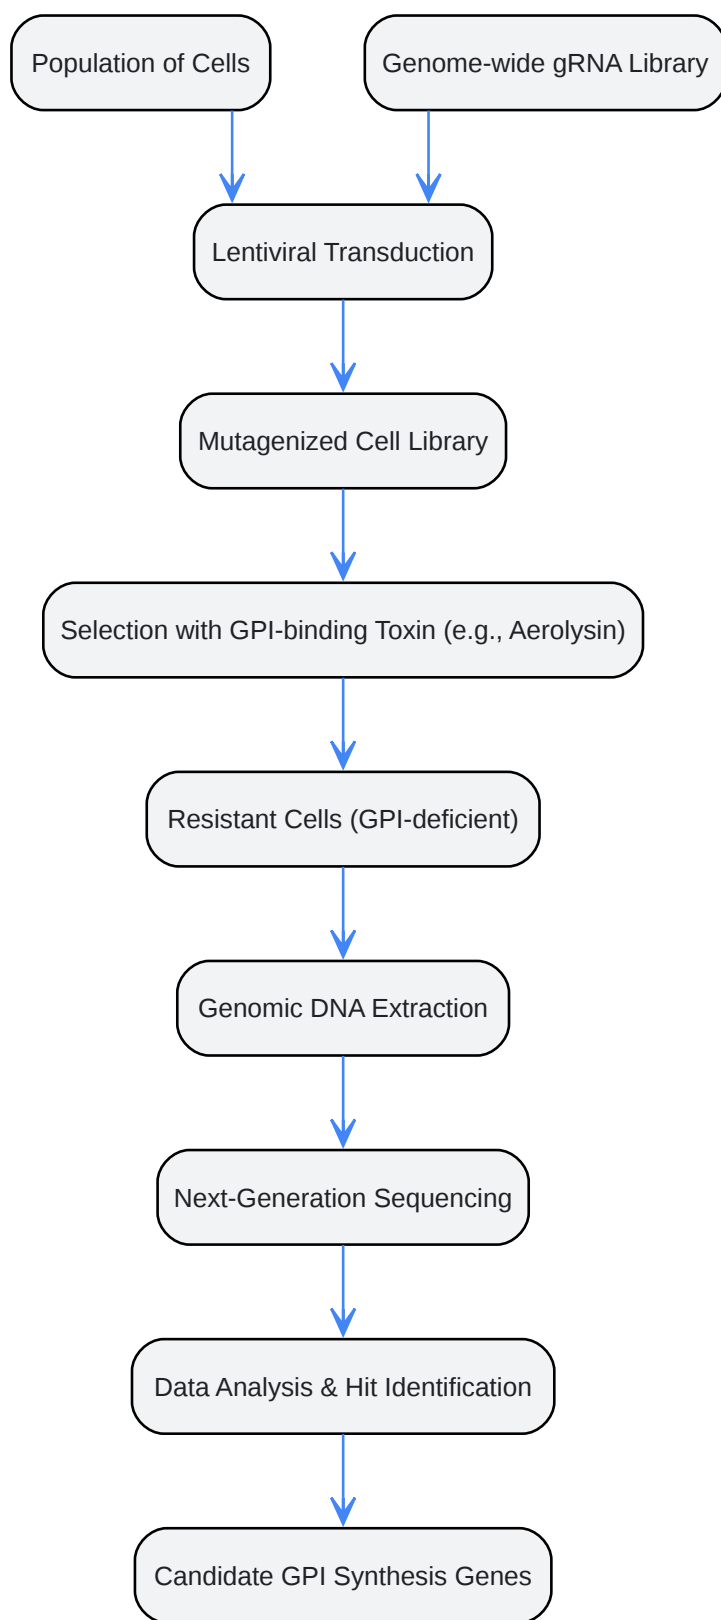 Population of Cells
Genome-wide gRNA Library
Lentiviral Transduction
Mutagenized Cell Library
Selection with GPI-binding Toxin (e.g., Aerolysin)
Resistant Cells (GPI-deficient)
Genomic DNA Extraction
Next-Generation Sequencing
Data Analysis & Hit Identification
Candidate GPI Synthesis Genes